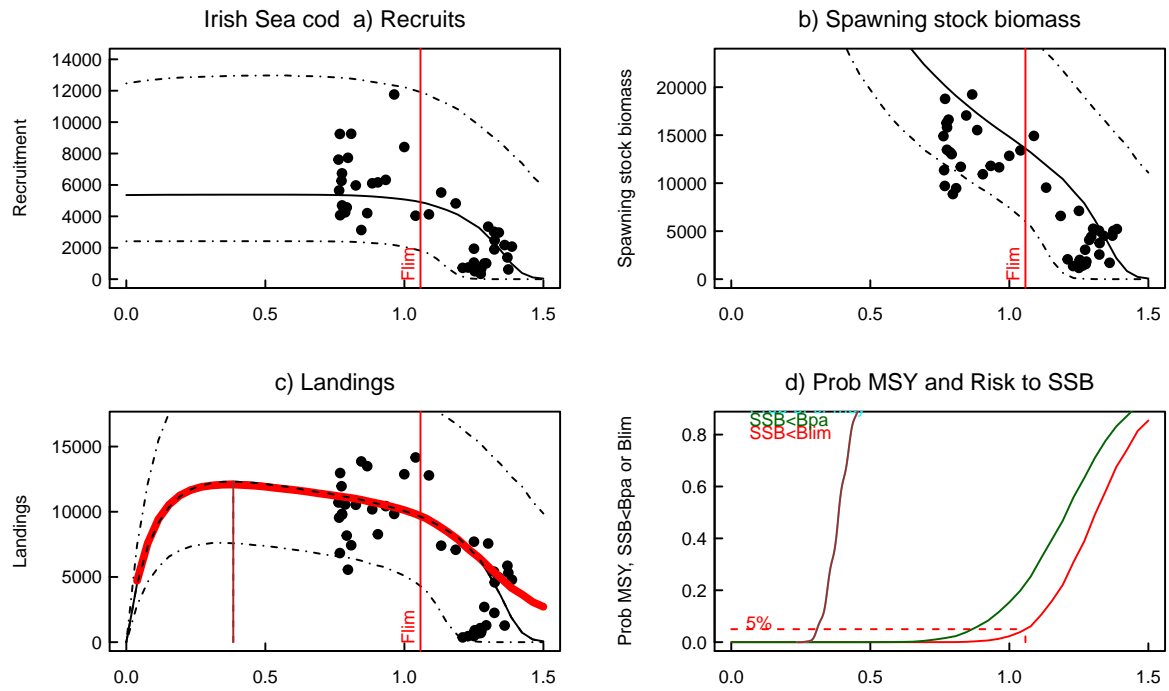 Irish Sea cod  a) Recruits
Recruitment
14000
12000
10000
8000
6000
4000
2000
0
Flim
0.0 0.5 1.0 1.5
b) Spawning stock biomass
Spawning stock biomass
20000
15000
10000
5000
0
Flim
0.0 0.5 1.0 1.5
c) Landings
Landings
15000
10000
5000
0
Flim
0.0 0.5 1.0 1.5
d) Prob MSY and Risk to SSB
Prob MSY, SSB<Bpa or Blim
0.8
0.6
0.4
0.2
0.0
SSB<Bpa
SSB<Blim
5%
0.0 0.5 1.0 1.5